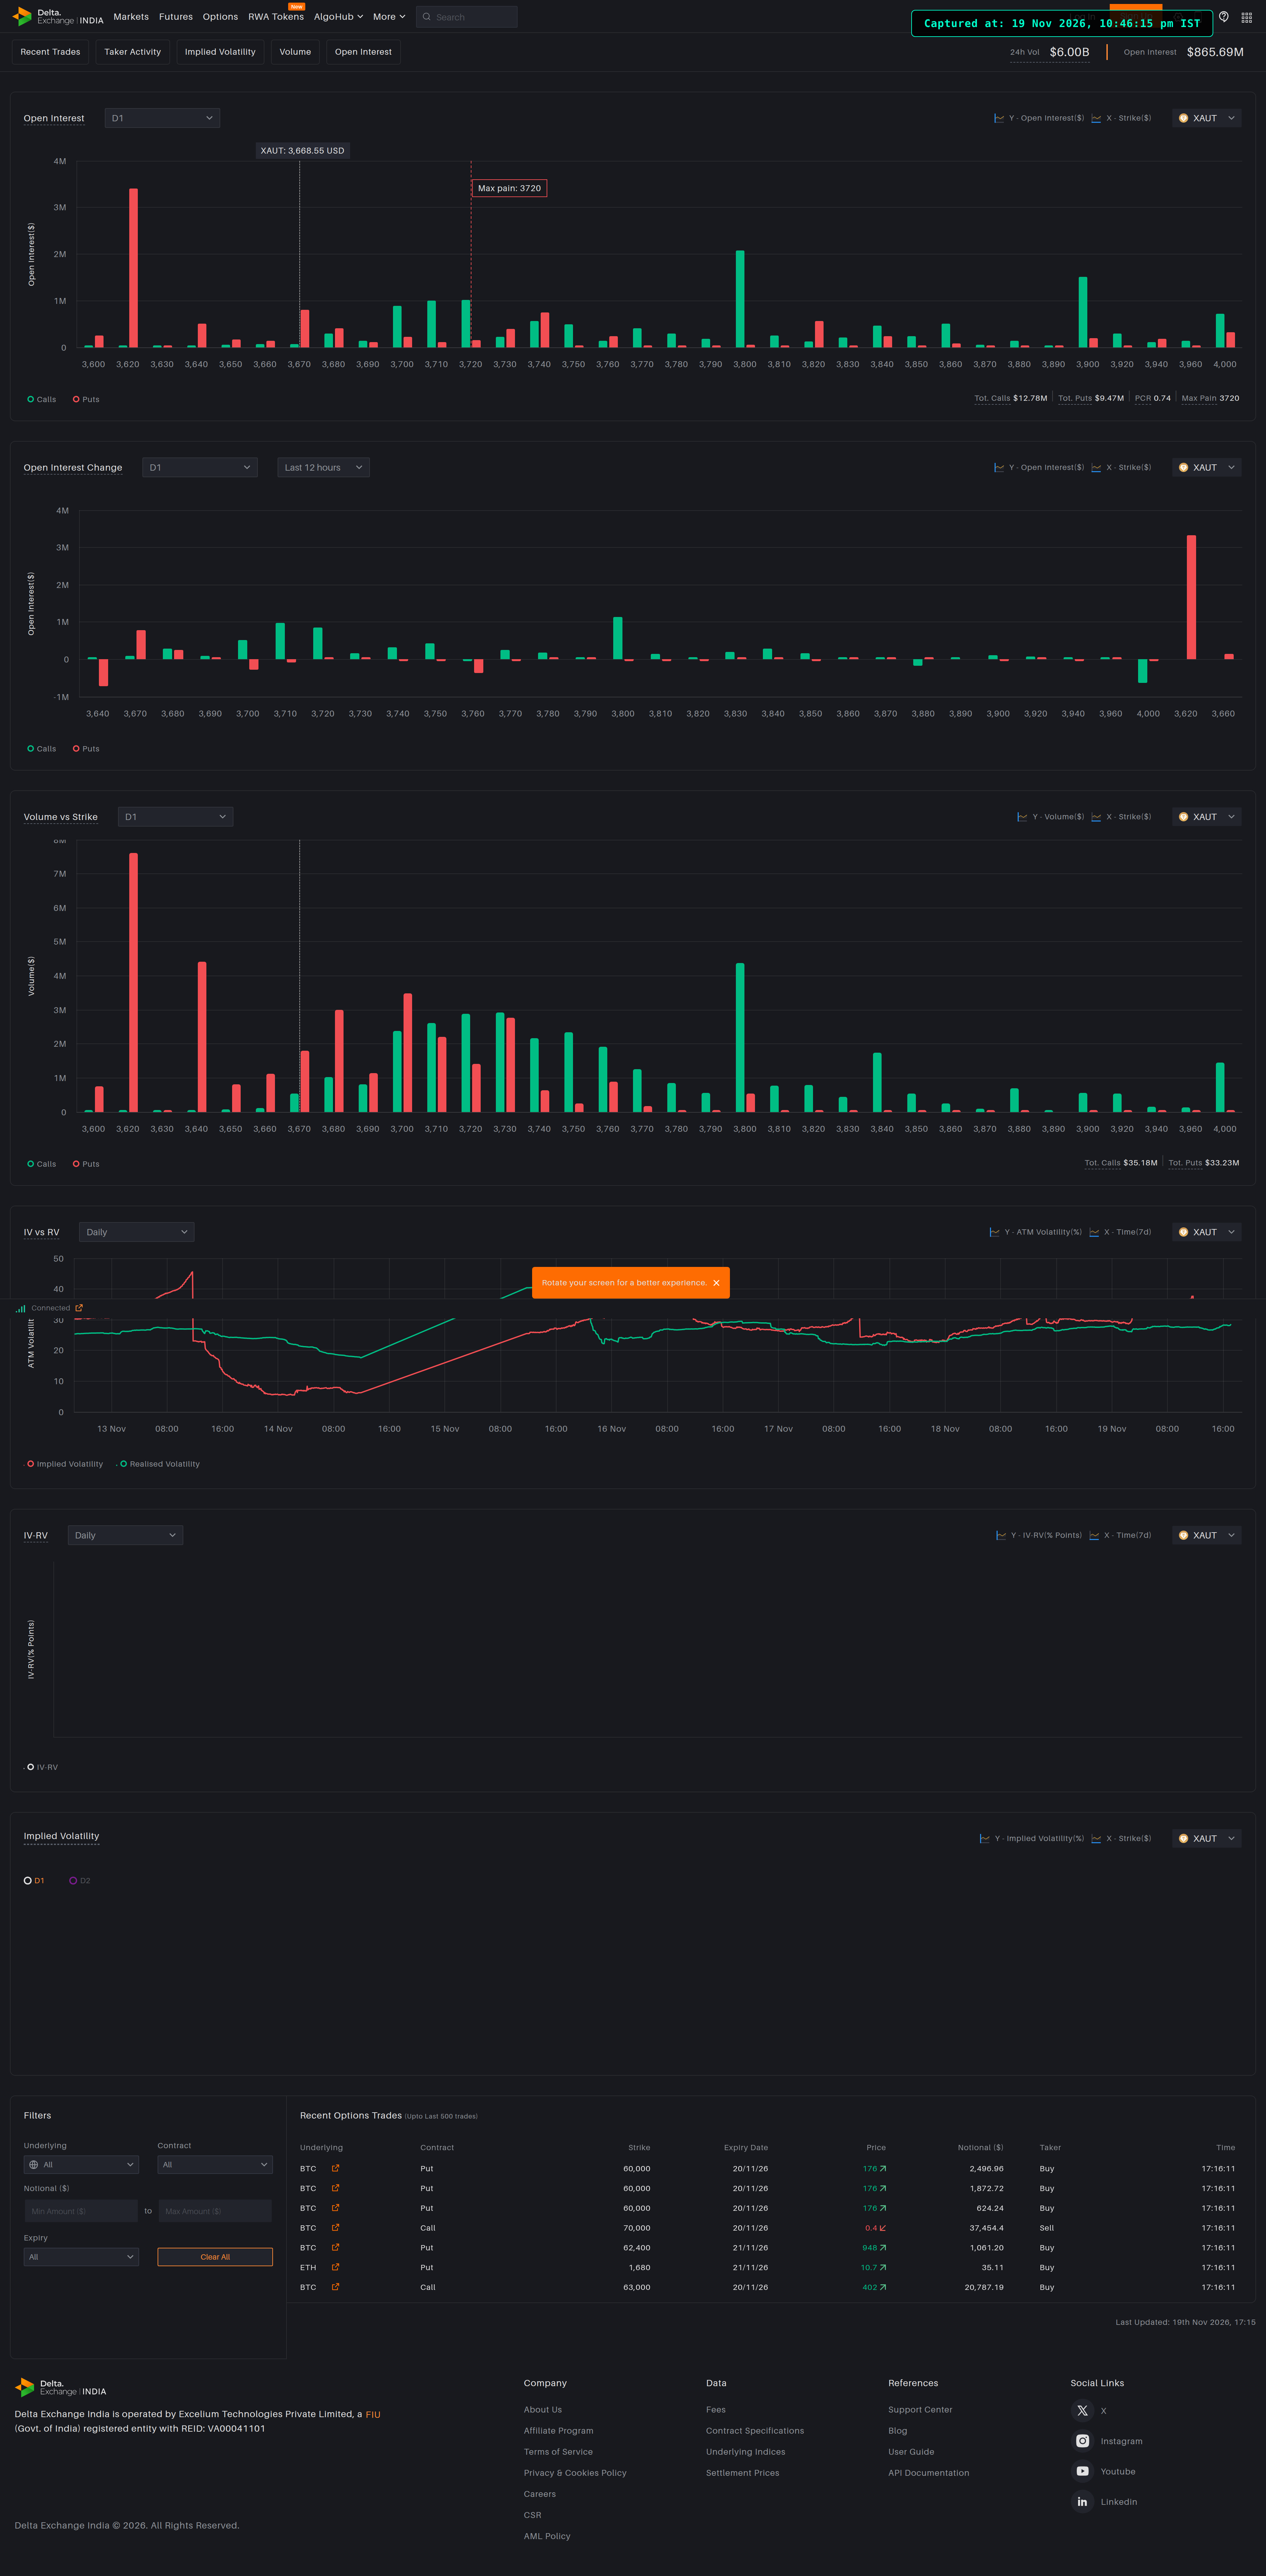 Delta. Exchange | INDIA Markets Futures Options RWA Tokens New AlgoHub More Search
Captured at: 19 Nov 2026, 10:46:15 pm IST
Recent Trades Taker Activity Implied Volatility Volume Open Interest 24h Vol $6.00B Open Interest $865.69M
Open Interest D1 Y - Open Interest($) X - Strike($) XAUT
XAUT: 3,668.55 USD
Max pain: 3720
4M
3M
2M
1M
0
Open Interest($)
3,600 3,620 3,630 3,640 3,650 3,660 3,670 3,680 3,690 3,700 3,710 3,720 3,730 3,740 3,750 3,760 3,770 3,780 3,790 3,800 3,810 3,820 3,830 3,840 3,850 3,860 3,870 3,880 3,890 3,900 3,920 3,940 3,960 4,000
Calls Puts Tot. Calls $12.78M Tot. Puts $9.47M PCR 0.74 Max Pain 3720
Open Interest Change D1 Last 12 hours Y - Open Interest($) X - Strike($) XAUT
4M
3M
2M
1M
0
-1M
Open Interest($)
3,640 3,670 3,680 3,690 3,700 3,710 3,720 3,730 3,740 3,750 3,760 3,770 3,780 3,790 3,800 3,810 3,820 3,830 3,840 3,850 3,860 3,870 3,880 3,890 3,900 3,920 3,940 3,960 4,000 3,620 3,660
Calls Puts
Volume vs Strike D1 Y - Volume($) X - Strike($) XAUT
8M
7M
6M
5M
4M
3M
2M
1M
0
Volume($)
3,600 3,620 3,630 3,640 3,650 3,660 3,670 3,680 3,690 3,700 3,710 3,720 3,730 3,740 3,750 3,760 3,770 3,780 3,790 3,800 3,810 3,820 3,830 3,840 3,850 3,860 3,870 3,880 3,890 3,900 3,920 3,940 3,960 4,000
Calls Puts Tot. Calls $35.18M Tot. Puts $33.23M
IV vs RV Daily Y - ATM Volatility(%) X - Time(7d) XAUT
50
Rotate your screen for a better experience.
40
Connected
30
20
10
0
ATM Volatilit
13 Nov 08:00 16:00 14 Nov 08:00 16:00 15 Nov 08:00 16:00 16 Nov 08:00 16:00 17 Nov 08:00 16:00 18 Nov 08:00 16:00 19 Nov 08:00 16:00
Implied Volatility Realised Volatility
IV-RV Daily Y - IV-RV(% Points) X - Time(7d) XAUT
IV-RV(% Points)
IV-RV
Implied Volatility Y - Implied Volatility(%) X - Strike($) XAUT
D1 D2
Filters
Underlying Contract
All All
Notional ($)
Min Amount ($) to Max Amount ($)
Expiry
All Clear All
Recent Options Trades (Upto Last 500 trades)
Underlying Contract Strike Expiry Date Price Notional ($) Taker Time
BTC Put 60,000 20/11/26 176 2,496.96 Buy 17:16:11
BTC Put 60,000 20/11/26 176 1,872.72 Buy 17:16:11
BTC Put 60,000 20/11/26 176 624.24 Buy 17:16:11
BTC Call 70,000 20/11/26 0.4 37,454.4 Sell 17:16:11
BTC Put 62,400 21/11/26 948 1,061.20 Buy 17:16:11
ETH Put 1,680 21/11/26 10.7 35.11 Buy 17:16:11
BTC Call 63,000 20/11/26 402 20,787.19 Buy 17:16:11
Last Updated: 19th Nov 2026, 17:15
Delta. Exchange | INDIA
Delta Exchange India is operated by Excelium Technologies Private Limited, a FIU
(Govt. of India) registered entity with REID: VA00041101
Delta Exchange India © 2026. All Rights Reserved.
Company
About Us
Affiliate Program
Terms of Service
Privacy & Cookies Policy
Careers
CSR
AML Policy
Data
Fees
Contract Specifications
Underlying Indices
Settlement Prices
References
Support Center
Blog
User Guide
API Documentation
Social Links
X
Instagram
Youtube
Linkedin